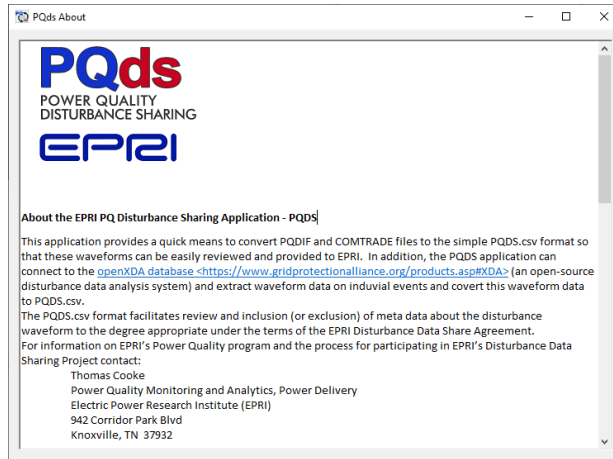 PQds About
PQds
POWER QUALITY
DISTURBANCE SHARING
EPRI
About the EPRI PQ Disturbance Sharing Application - PQDS
This application provides a quick means to convert PQDIF and COMTRADE files to the simple PQDS.csv format so
that these waveforms can be easily reviewed and provided to EPRI.  In addition, the PQDS application can
connect to the openXDA database <https://www.gridprotectionalliance.org/products.asp#XDA> (an open-source
disturbance data analysis system) and extract waveform data on induvial events and covert this waveform data
to PQDS.csv.
The PQDS.csv format facilitates review and inclusion (or exclusion) of meta data about the disturbance
waveform to the degree appropriate under the terms of the EPRI Disturbance Data Share Agreement.
For information on EPRI's Power Quality program and the process for participating in EPRI's Disturbance Data
Sharing Project contact:
Thomas Cooke
Power Quality Monitoring and Analytics, Power Delivery
Electric Power Research Institute (EPRI)
942 Corridor Park Blvd
Knoxville, TN  37932